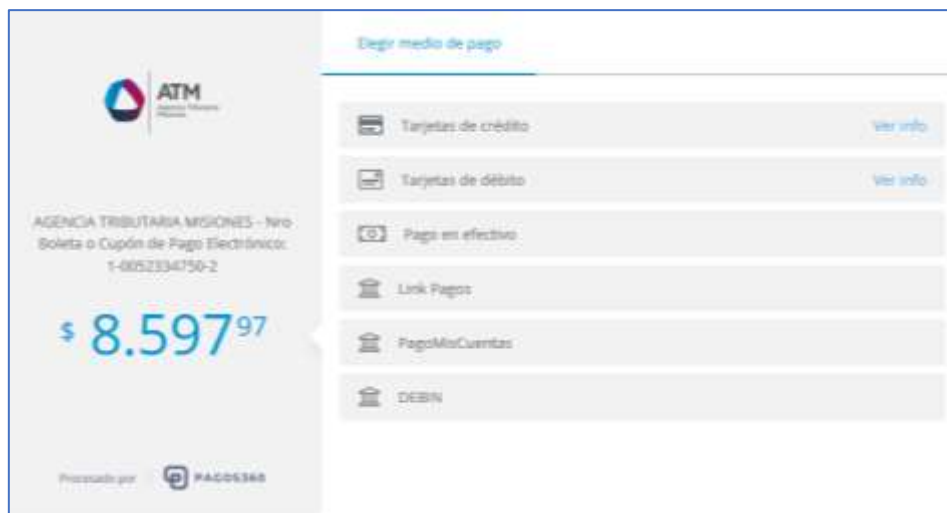 ATM
AGENCIA TRIBUTARIA MISIONES - Nro
Boleta o Cupón de Pago Electrónico:
1-0052334750-2
$ 8.597 97
Procesado por PAGOS360
Elegir medio de pago
Tarjetas de crédito Ver info
Tarjetas de débito Ver info
Pago en efectivo
Link Pagos
PagoMisCuentas
DEBIN